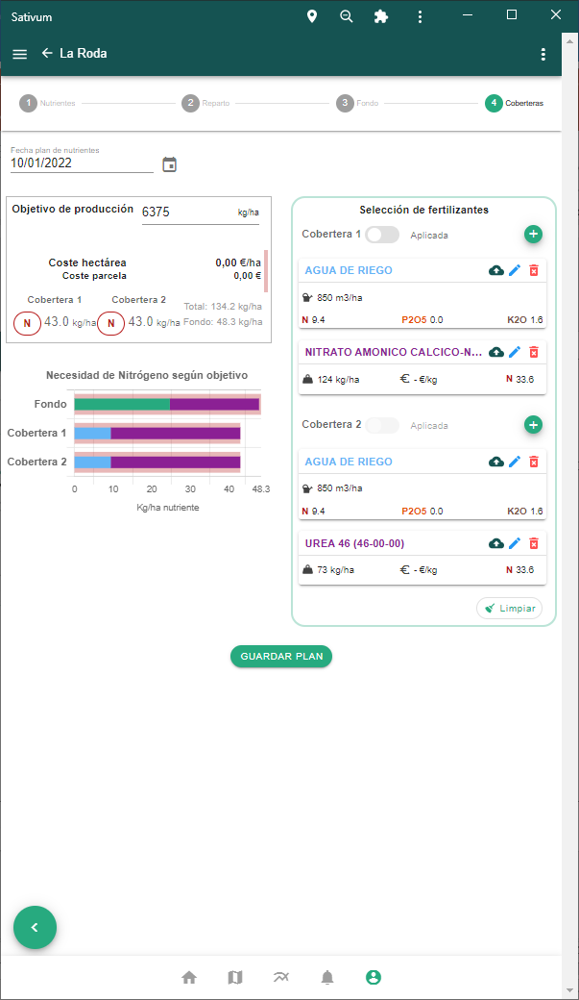 Sativum
La Roda
1 Nutrientes 2 Reparto 3 Fondo 4 Coberteras
Fecha plan de nutrientes
10/01/2022
Objetivo de producción 6375 kg/ha
Coste hectárea 0,00 €/ha
Coste parcela 0,00 €
Cobertera 1 Cobertera 2
Total: 134.2 kg/ha
N 43.0 kg/ha N 43.0 kg/ha
Fondo: 48.3 kg/ha
Necesidad de Nitrógeno según objetivo
Fondo
Cobertera 1
Cobertera 2
0 10 20 30 40 48.3
Kg/ha nutriente
Selección de fertilizantes
Cobertera 1 Aplicada
AGUA DE RIEGO
850 m3/ha
N 9.4 P2O5 0.0 K2O 1.6
NITRATO AMONICO CALCICO-N...
124 kg/ha € - €/kg N 33.6
Cobertera 2 Aplicada
AGUA DE RIEGO
850 m3/ha
N 9.4 P2O5 0.0 K2O 1.6
UREA 46 (46-00-00)
73 kg/ha € - €/kg N 33.6
Limpiar
GUARDAR PLAN